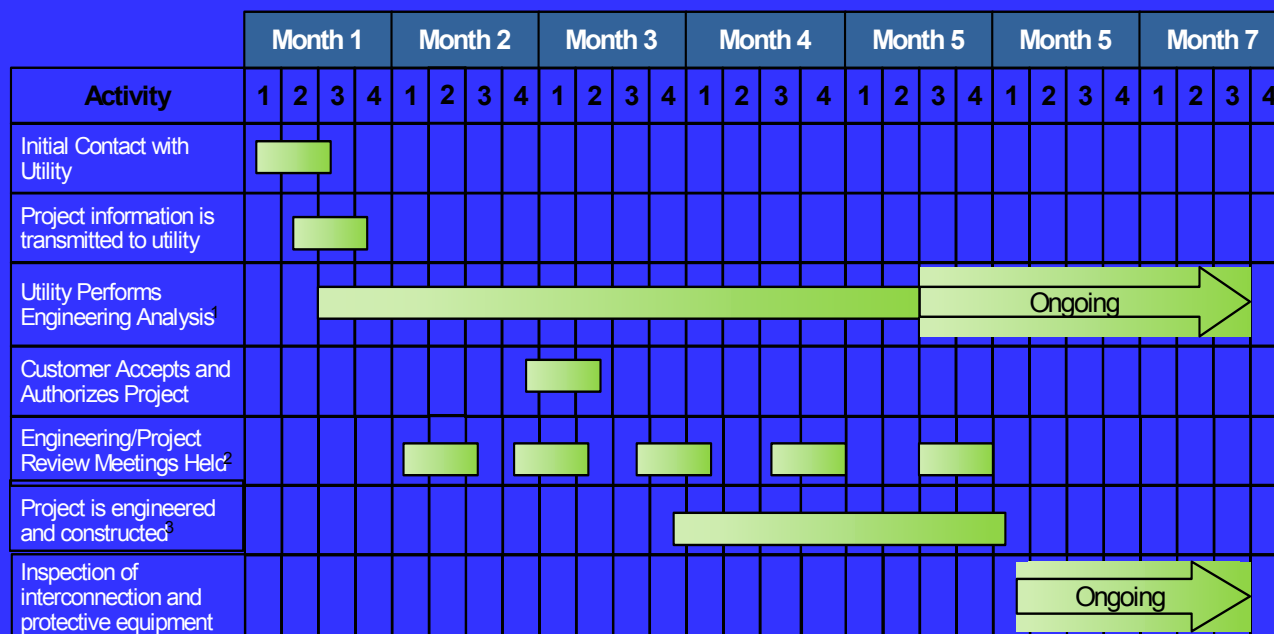 Month 1 Month 2 Month 3 Month 4 Month 5 Month 5 Month 7
Activity 1 2 3 4 1 2 3 4 1 2 3 4 1 2 3 4 1 2 3 4 1 2 3 4 1 2 3 4
Initial Contact with
Utility
Project information is
transmitted to utility
Utility Performs
Engineering Analysis¹
Ongoing
Customer Accepts and
Authorizes Project
Engineering/Project
Review Meetings Held²
Project is engineered
and constructed³
Inspection of
interconnection and
protective equipment
Ongoing